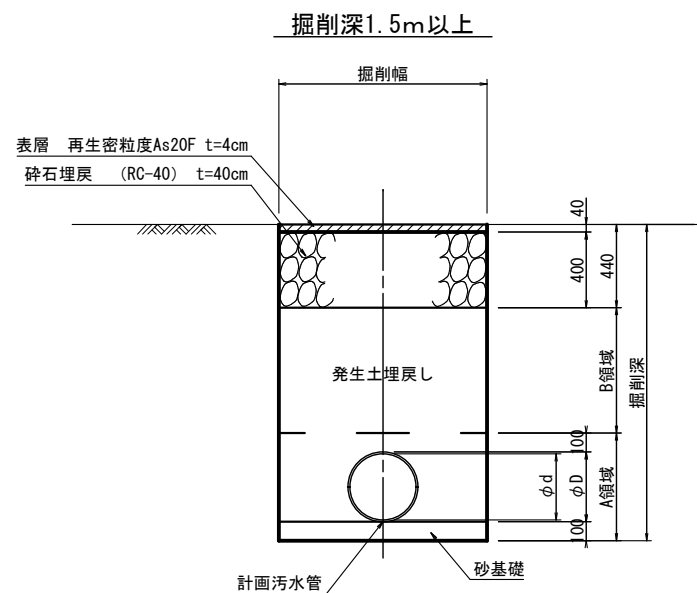 掘削深1.5m以上
掘削幅
表層　再生密粒度As20F t=4cm
砕石埋戻　（RC-40） t=40cm
40
400
440
発生土埋戻し
B領域
掘削深
100
φd
φD
A領域
100
計画汚水管
砂基礎